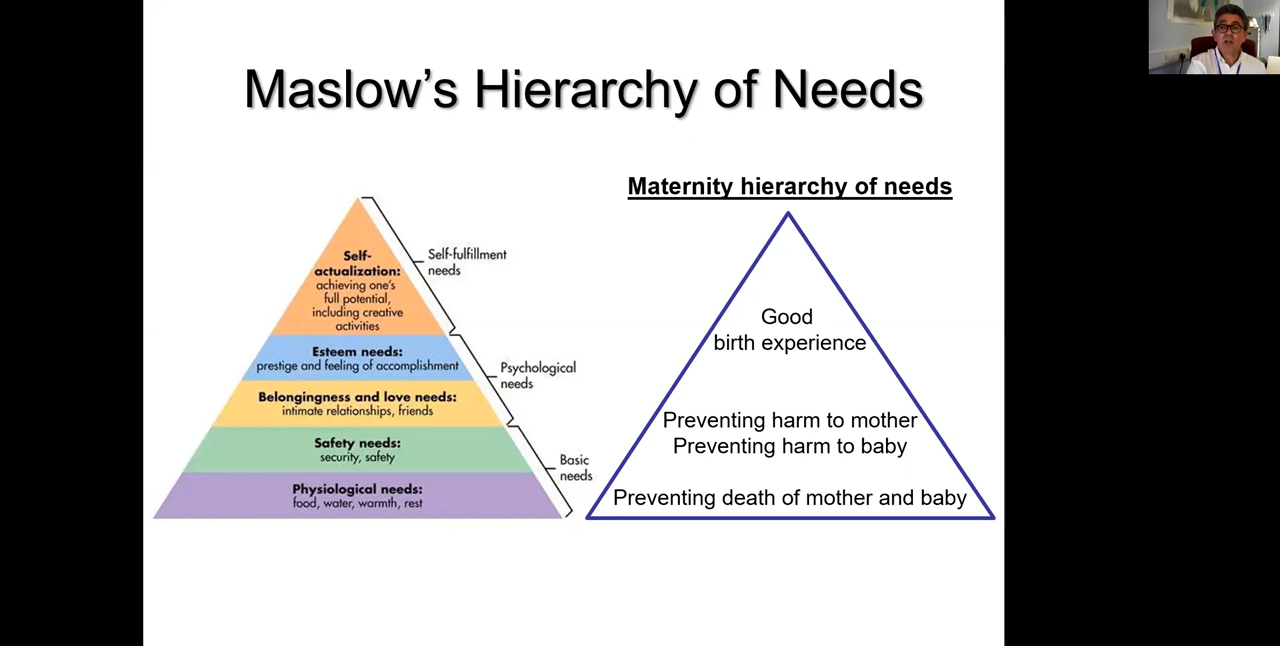 Maslow's Hierarchy of Needs
Self-
actualization:
achieving one's
full potential,
including creative
activities
Self-fulfillment
needs
Esteem needs:
prestige and feeling of accomplishment
Psychological
needs
Belongingness and love needs:
intimate relationships, friends
Safety needs:
security, safety
Basic
needs
Physiological needs:
food, water, warmth, rest
Maternity hierarchy of needs
Good
birth experience
Preventing harm to mother
Preventing harm to baby
Preventing death of mother and baby